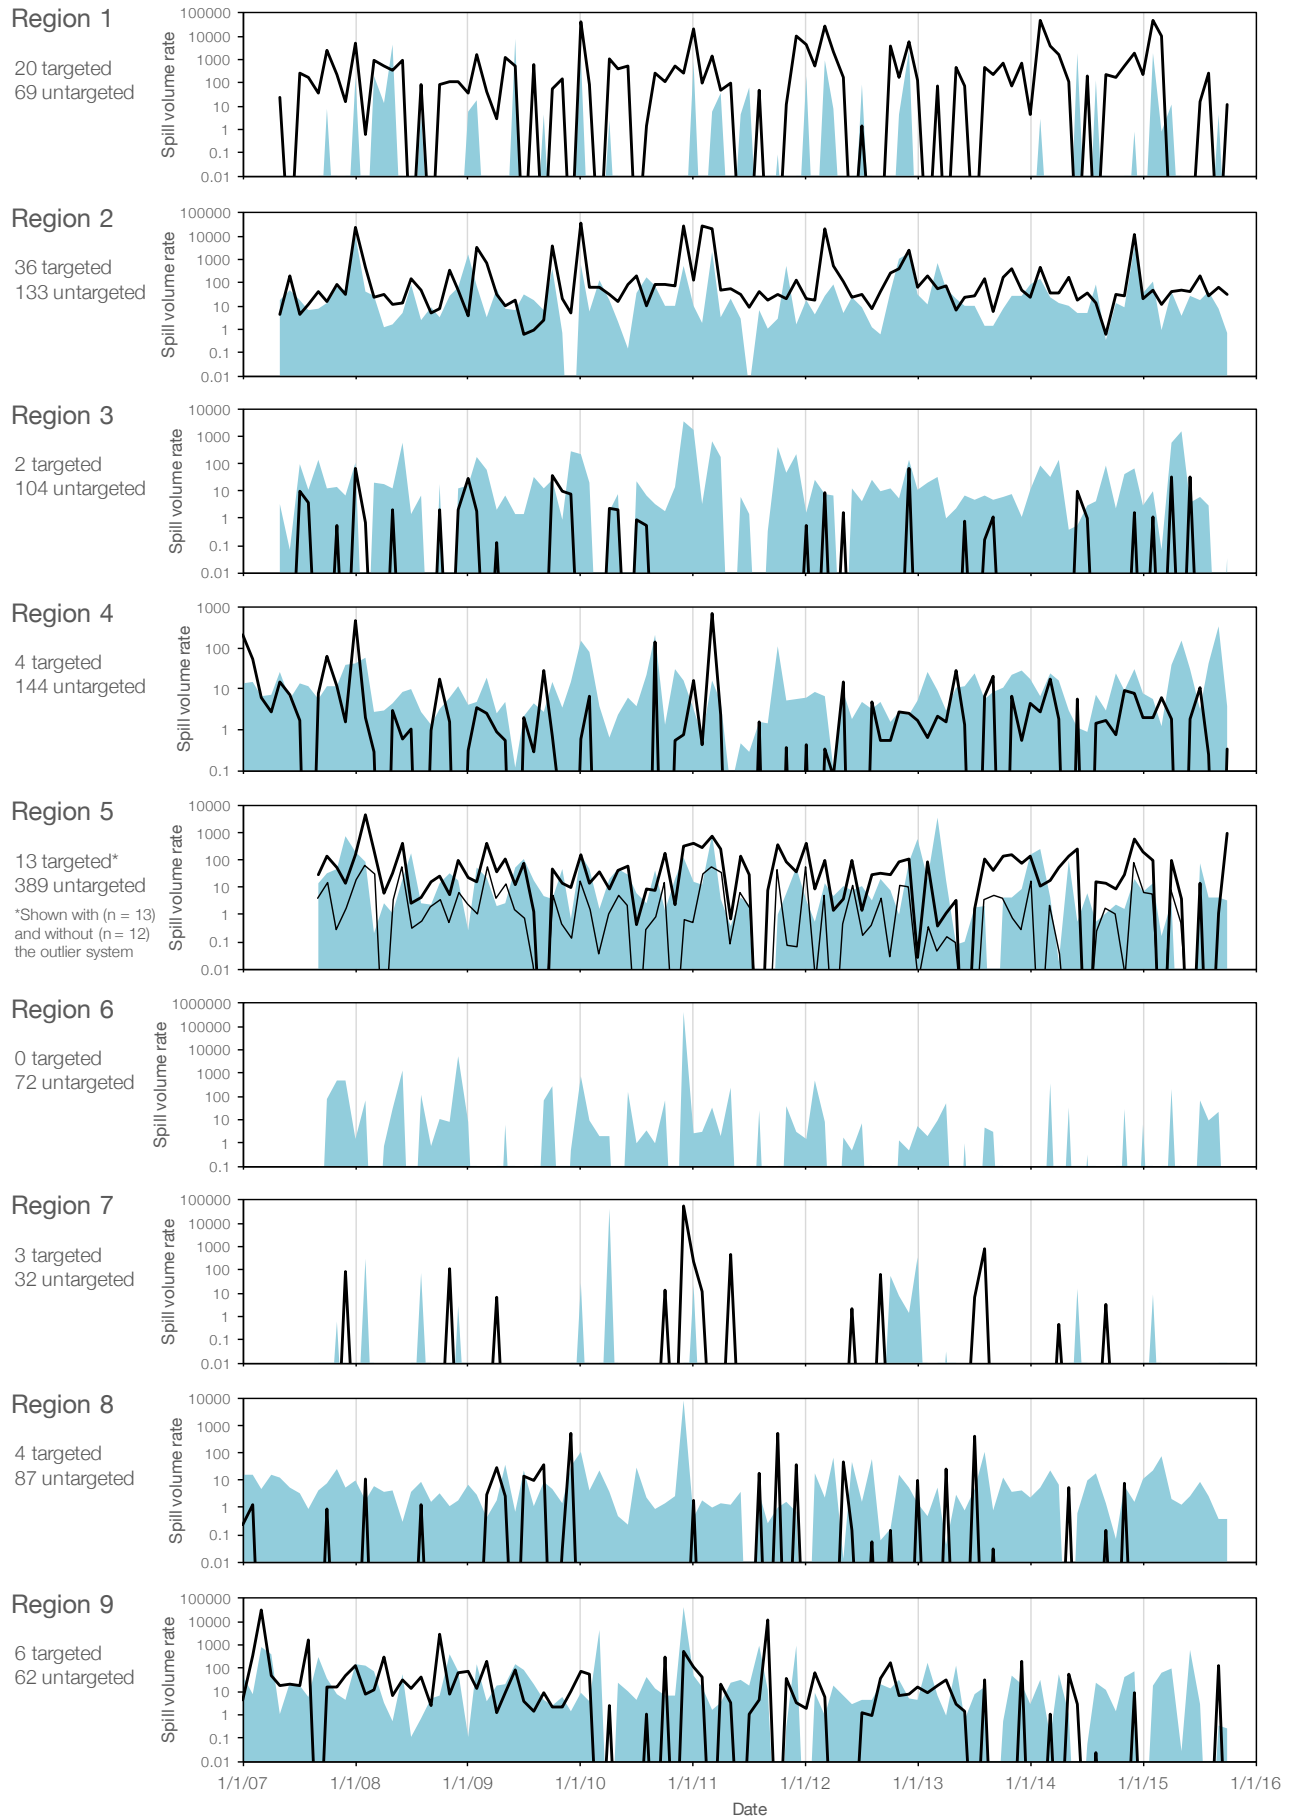 Region 1
20 targeted
69 untargeted
Spill volume rate
100000
10000
1000
100
10
1
0.1
0.01
Region 2
36 targeted
133 untargeted
Spill volume rate
100000
10000
1000
100
10
1
0.1
0.01
Region 3
2 targeted
104 untargeted
Spill volume rate
10000
1000
100
10
1
0.1
0.01
Region 4
4 targeted
144 untargeted
Spill volume rate
1000
100
10
1
0.1
Region 5
13 targeted*
389 untargeted
*Shown with (n = 13)
and without (n = 12)
the outlier system
Spill volume rate
10000
1000
100
10
1
0.1
0.01
Region 6
0 targeted
72 untargeted
Spill volume rate
1000000
100000
10000
1000
100
10
1
0.1
Region 7
3 targeted
32 untargeted
Spill volume rate
100000
10000
1000
100
10
1
0.1
0.01
Region 8
4 targeted
87 untargeted
Spill volume rate
10000
1000
100
10
1
0.1
0.01
Region 9
6 targeted
62 untargeted
Spill volume rate
100000
10000
1000
100
10
1
0.1
0.01
1/1/07 1/1/08 1/1/09 1/1/10 1/1/11 1/1/12 1/1/13 1/1/14 1/1/15 1/1/16
Date